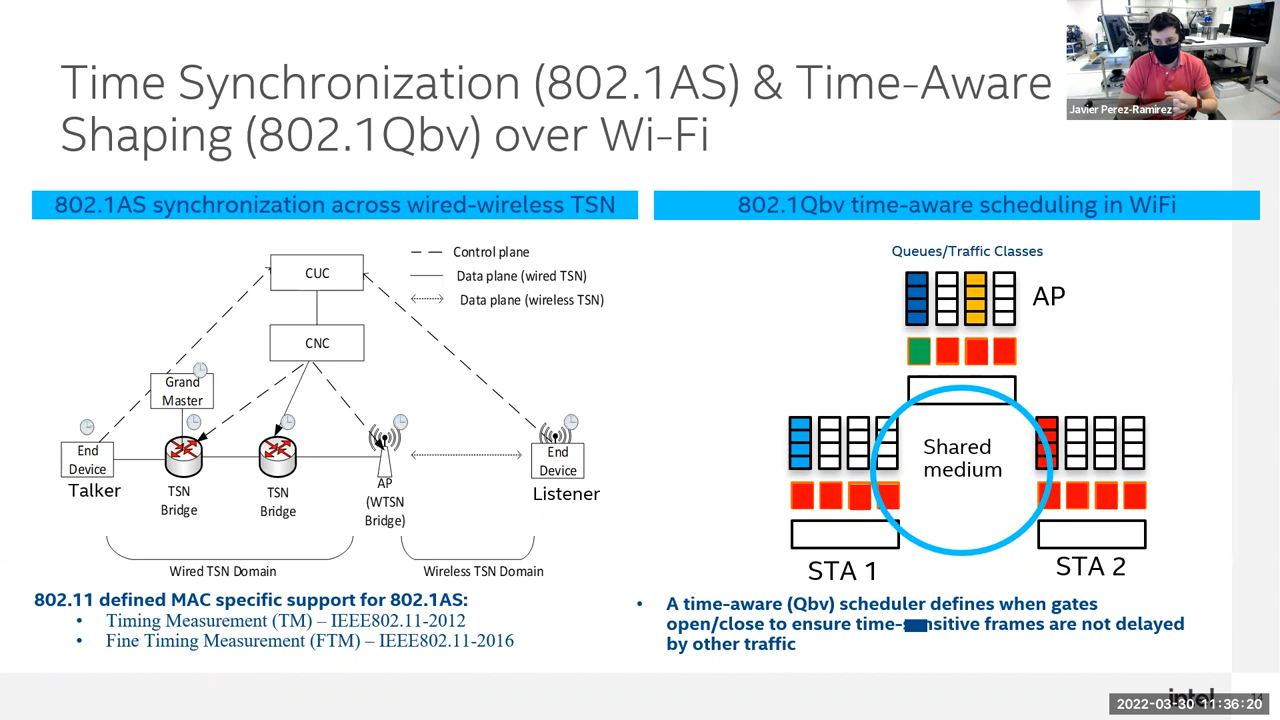 Time Synchronization (802.1AS) & Time-Aware
Shaping (802.1Qbv) over Wi-Fi
Javier Perez-Ramirez
802.1AS synchronization across wired-wireless TSN
802.1Qbv time-aware scheduling in WiFi
CUC
CNC
Control plane
Data plane (wired TSN)
Data plane (wireless TSN)
Grand
Master
End
Device
Talker
TSN
Bridge
TSN
Bridge
AP
(WTSN
Bridge)
End
Device
Listener
Wired TSN Domain
Wireless TSN Domain
802.11 defined MAC specific support for 802.1AS:
• Timing Measurement (TM) – IEEE802.11-2012
• Fine Timing Measurement (FTM) – IEEE802.11-2016
Queues/Traffic Classes
AP
Shared
medium
STA 1
STA 2
• A time-aware (Qbv) scheduler defines when gates
open/close to ensure time-sensitive frames are not delayed
by other traffic
intel
14
2022-03-30 11:36:20